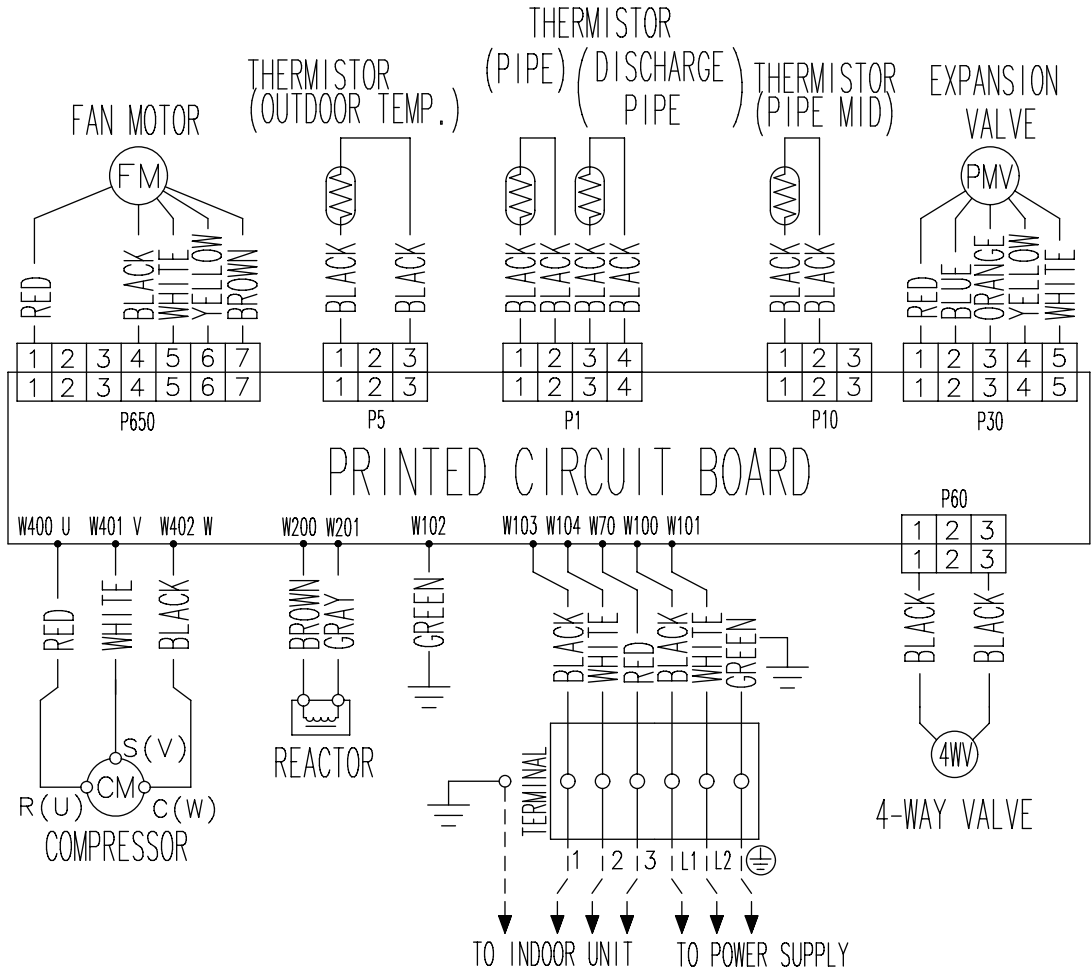 THERMISTOR
(PIPE) (DISCHARGE PIPE)
THERMISTOR
(OUTDOOR TEMP.)
THERMISTOR
(PIPE MID)
EXPANSION
VALVE
FAN MOTOR
FM
PMV
RED BLACK WHITE YELLOW BROWN
BLACK BLACK
BLACK BLACK BLACK BLACK
BLACK BLACK
RED BLUE ORANGE YELLOW WHITE
1 2 3 4 5 6 7
1 2 3
1 2 3 4
1 2 3
1 2 3 4 5
1 2 3 4 5 6 7
1 2 3
1 2 3 4
1 2 3
1 2 3 4 5
P650 P5 P1 P10 P30
PRINTED CIRCUIT BOARD
P60
W400 U W401 V W402 W W200 W201 W102 W103 W104 W70 W100 W101
1 2 3
1 2 3
RED WHITE BLACK
BROWN GRAY
GREEN
BLACK WHITE RED BLACK WHITE GREEN
BLACK BLACK
S(V)
CM
R(U) C(W)
COMPRESSOR
REACTOR
TERMINAL
4WV
4-WAY VALVE
1 2 3 L1 L2
TO INDOOR UNIT
TO POWER SUPPLY